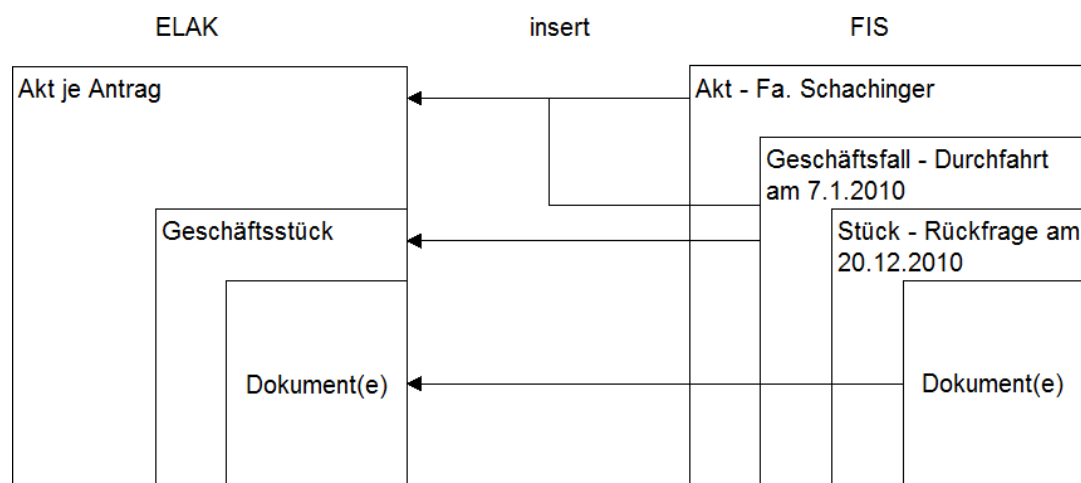 ELAK
insert
FIS
Akt je Antrag
Akt - Fa. Schachinger
Geschäftsfall - Durchfahrt
am 7.1.2010
Geschäftsstück
Stück - Rückfrage am
20.12.2010
Dokument(e)
Dokument(e)